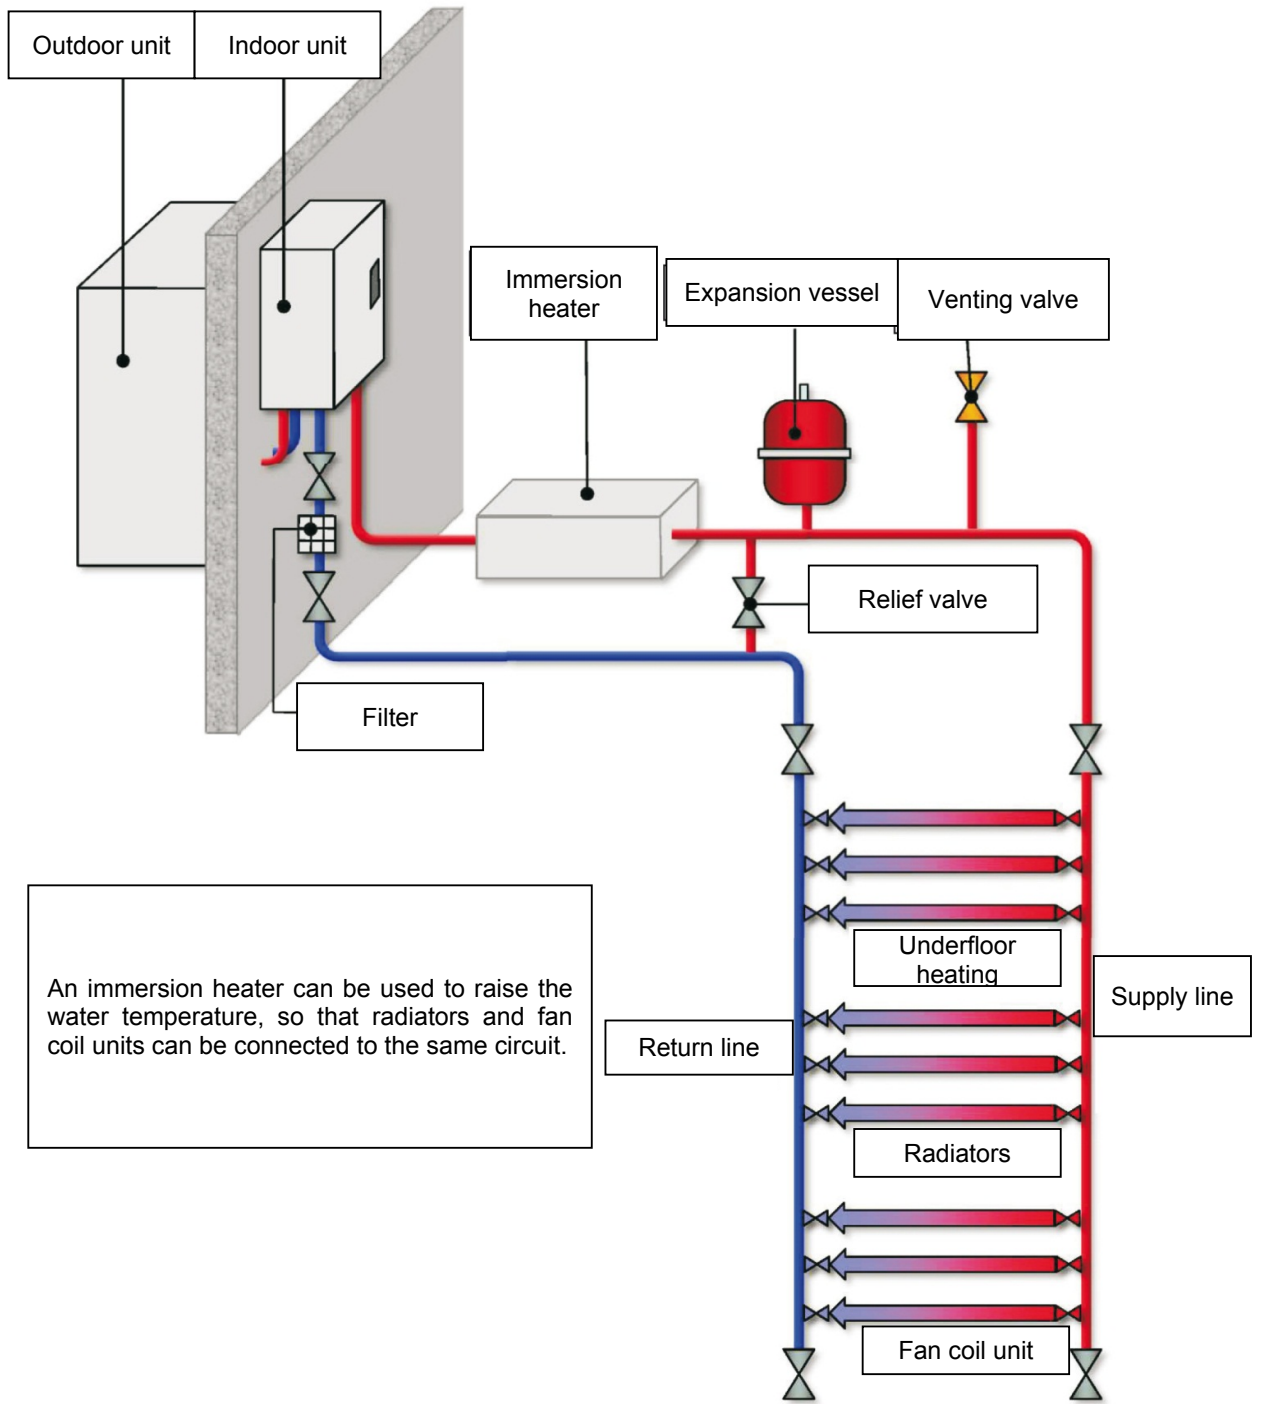 Outdoor unit
Indoor unit
Immersion
heater
Expansion vessel
Venting valve
Relief valve
Filter
An immersion heater can be used to raise the
water temperature, so that radiators and fan
coil units can be connected to the same circuit.
Underfloor
heating
Supply line
Return line
Radiators
Fan coil unit